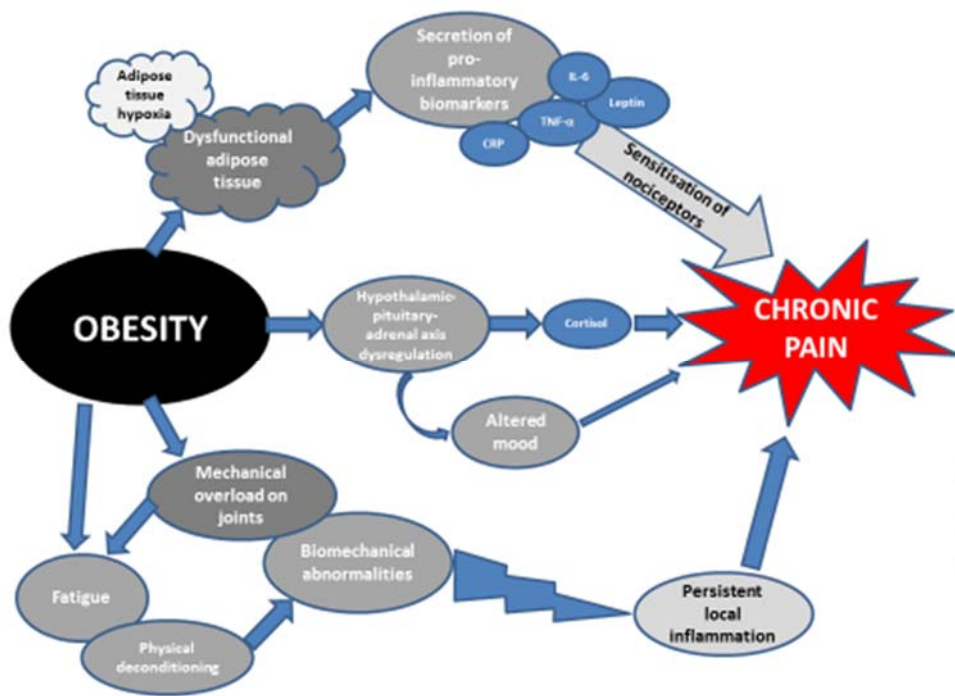 Secretion of
pro-
inflammatory
biomarkers
IL-6
Leptin
TNF-α
CRP
Adipose
tissue
hypoxia
Dysfunctional
adipose
tissue
Sensitisation of
nociceptors
OBESITY
Hypothalamic-
pituitary-
adrenal axis
dysregulation
Cortisol
CHRONIC
PAIN
Altered
mood
Mechanical
overload on
joints
Biomechanical
abnormalities
Fatigue
Physical
deconditioning
Persistent
local
inflammation